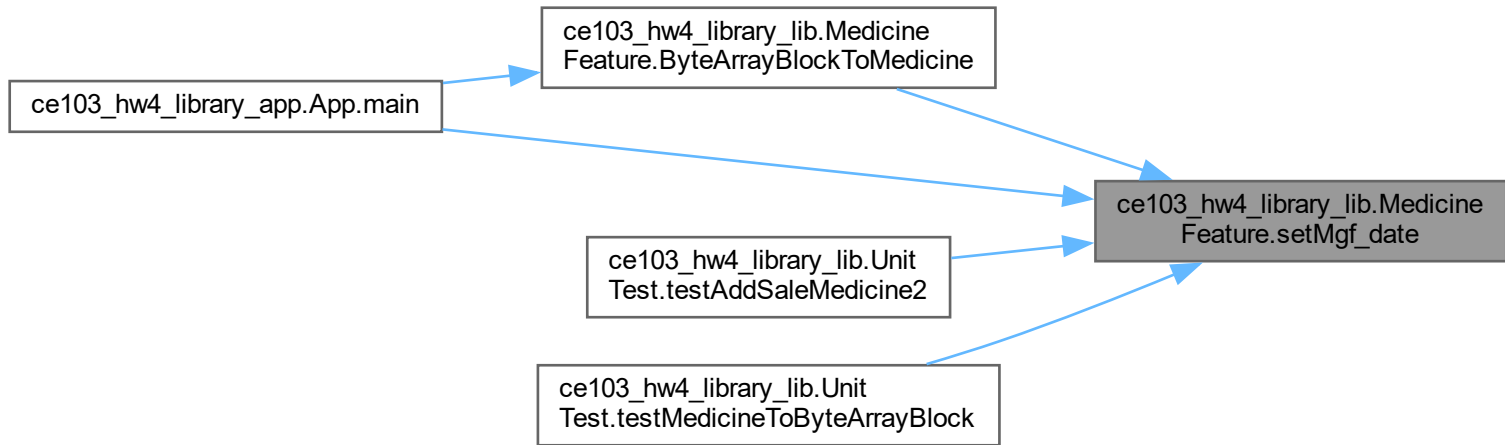 ce103_hw4_library_lib.Medicine
Feature.ByteArrayBlockToMedicine
ce103_hw4_library_app.App.main
ce103_hw4_library_lib.Medicine
Feature.setMgf_date
ce103_hw4_library_lib.Unit
Test.testAddSaleMedicine2
ce103_hw4_library_lib.Unit
Test.testMedicineToByteArrayBlock